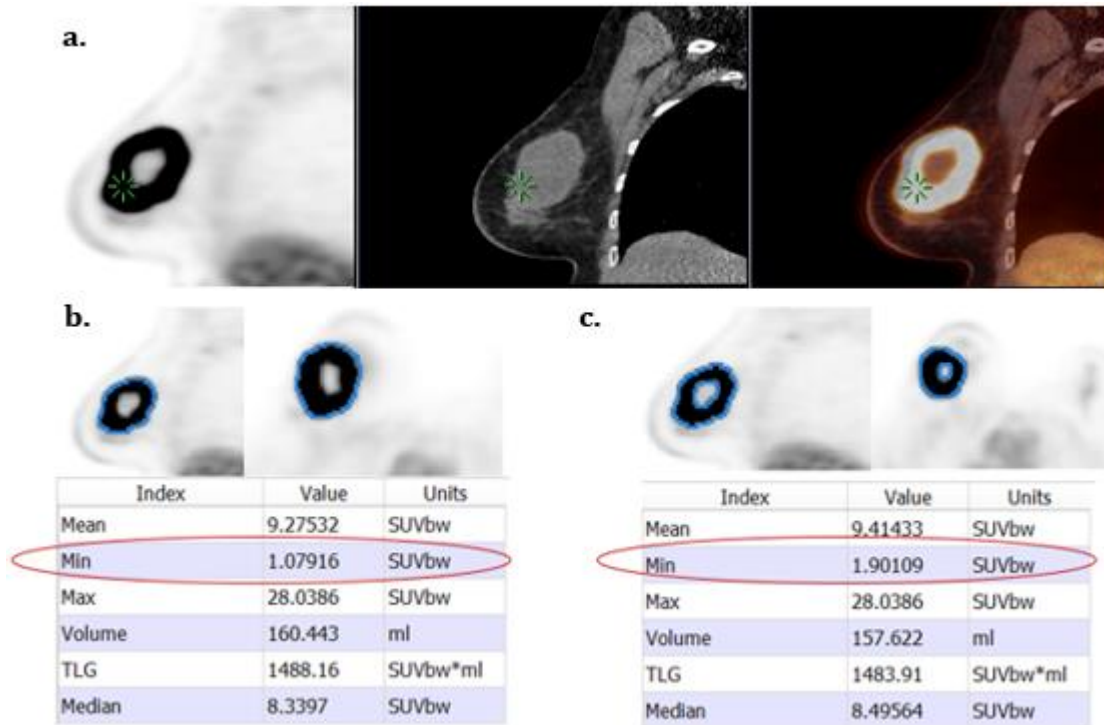 a.
b.
c.
Index Value Units
Mean 9.27532 SUVbw
Min 1.07916 SUVbw
Max 28.0386 SUVbw
Volume 160.443 ml
TLG 1488.16 SUVbw*ml
Median 8.3397 SUVbw
Index Value Units
Mean 9.41433 SUVbw
Min 1.90109 SUVbw
Max 28.0386 SUVbw
Volume 157.622 ml
TLG 1483.91 SUVbw*ml
Median 8.49564 SUVbw